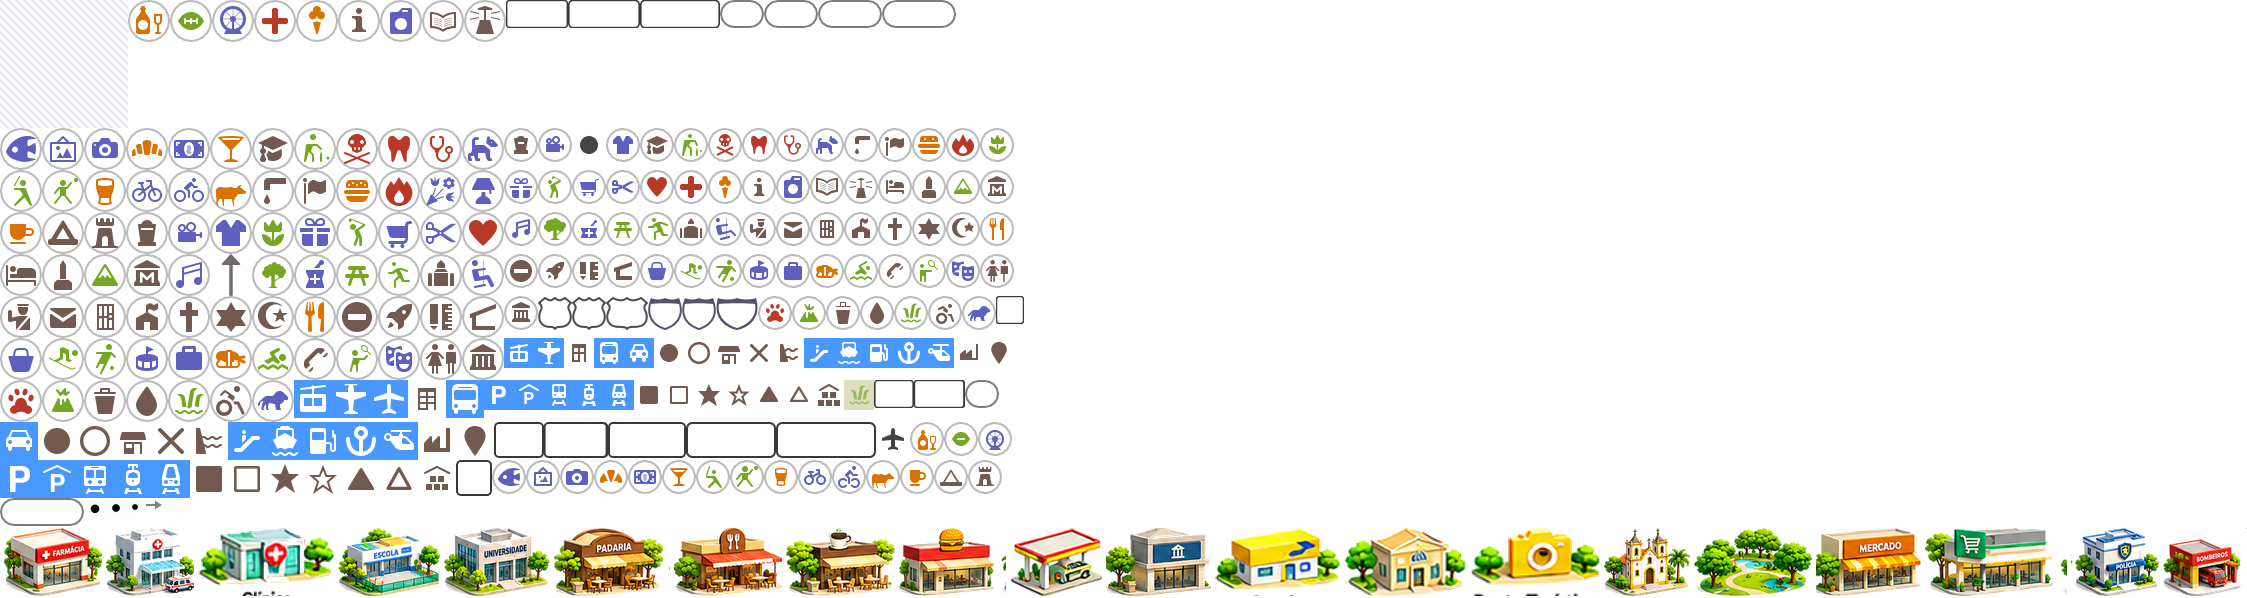 i
i
M
M
P
P
P
P
FARMÁCIA
ESCOLA
UNIVERSIDADE
PADARIA
MERCADO
POLÍCIA
BOMBEIROS